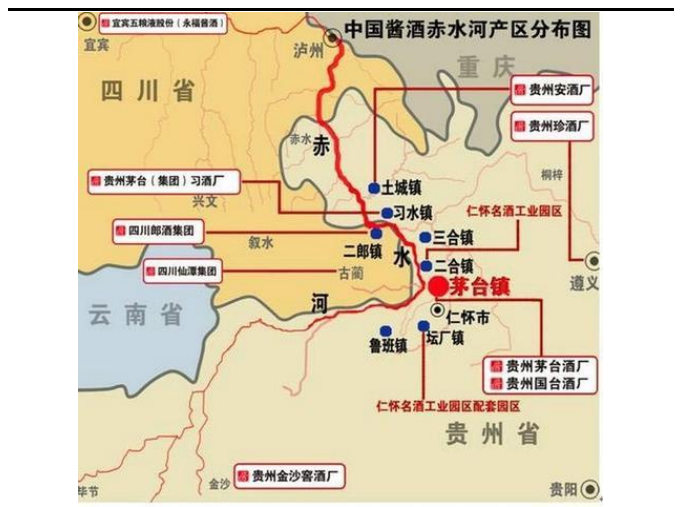 宜宾五粮液股份（永福酱酒）
中国酱酒赤水河产区分布图
宜宾
泸州
重庆
四川省
贵州安酒厂
贵州珍酒厂
赤水
赤
桐梓
贵州茅台（集团）习酒厂
土城镇
兴文
习水镇
仁怀名酒工业园区
四川郎酒集团
叙水
二郎镇
水
三合镇
二合镇
四川仙潭集团
古蔺
茅台镇
遵义
河
云南省
仁怀市
鲁班镇
坛厂镇
贵州茅台酒厂
贵州国台酒厂
仁怀名酒工业园区配套园区
贵州省
贵州金沙窖酒厂
毕节
金沙
贵阳